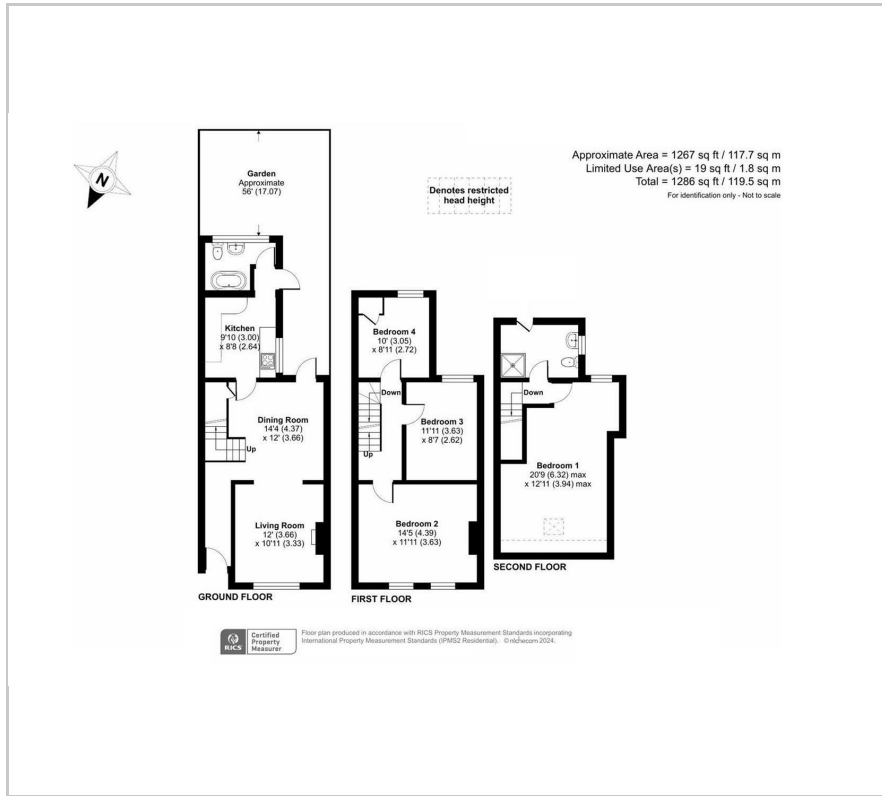 Approximate Area = 1267 sq ft / 117.7 sq m
Limited Use Area(s) = 19 sq ft / 1.8 sq m
Total = 1286 sq ft / 119.5 sq m
For identification only - Not to scale
N
Denotes restricted
head height
Garden
Approximate
56' (17.07)
Kitchen
9'10 (3.00)
x 8'8 (2.64)
Dining Room
14'4 (4.37)
x 12' (3.66)
Up
Living Room
12' (3.66)
x 10'11 (3.33)
GROUND FLOOR
Bedroom 4
10' (3.05)
x 8'11 (2.72)
Down
Bedroom 3
11'11 (3.63)
x 8'7 (2.62)
Up
Bedroom 2
14'5 (4.39)
x 11'11 (3.63)
FIRST FLOOR
Down
Bedroom 1
20'9 (6.32) max
x 12'11 (3.94) max
SECOND FLOOR
RICS
Certified
Property
Measurer
Floor plan produced in accordance with RICS Property Measurement Standards incorporating
International Property Measurement Standards (IPMS2 Residential). © nichecom 2024.